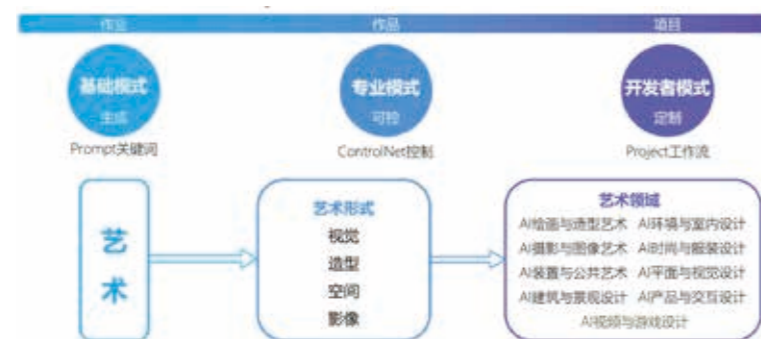 作业 作品 项目
基础模式 专业模式 开发者模式
生成 可控 定制
Prompt关键词 ControlNet控制 Project工作流
艺术
艺术形式
视觉
造型
空间
影像
艺术领域
AI绘画与造型艺术 AI环境与室内设计
AI摄影与图像艺术 AI时尚与服装设计
AI装置与公共艺术 AI平面与视觉设计
AI建筑与景观设计 AI产品与交互设计
AI视频与游戏设计